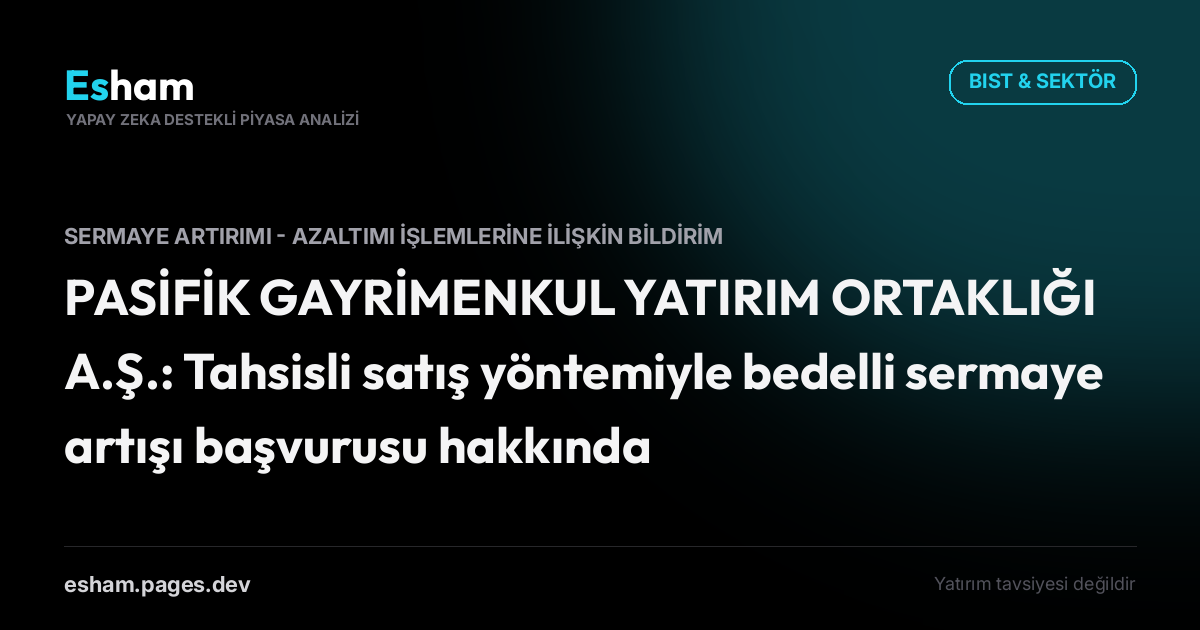 Esham
YAPAY ZEKA DESTEKLİ PİYASA ANALİZİ
BIST & SEKTÖR
SERMAYE ARTIRIMI - AZALTIMI İŞLEMLERİNE İLİŞKİN BİLDİRİM
PASİFİK GAYRİMENKUL YATIRIM ORTAKLIĞI
A.Ş.: Tahsisli satış yöntemiyle bedelli sermaye
artışı başvurusu hakkında
esham.pages.dev
Yatırım tavsiyesi değildir